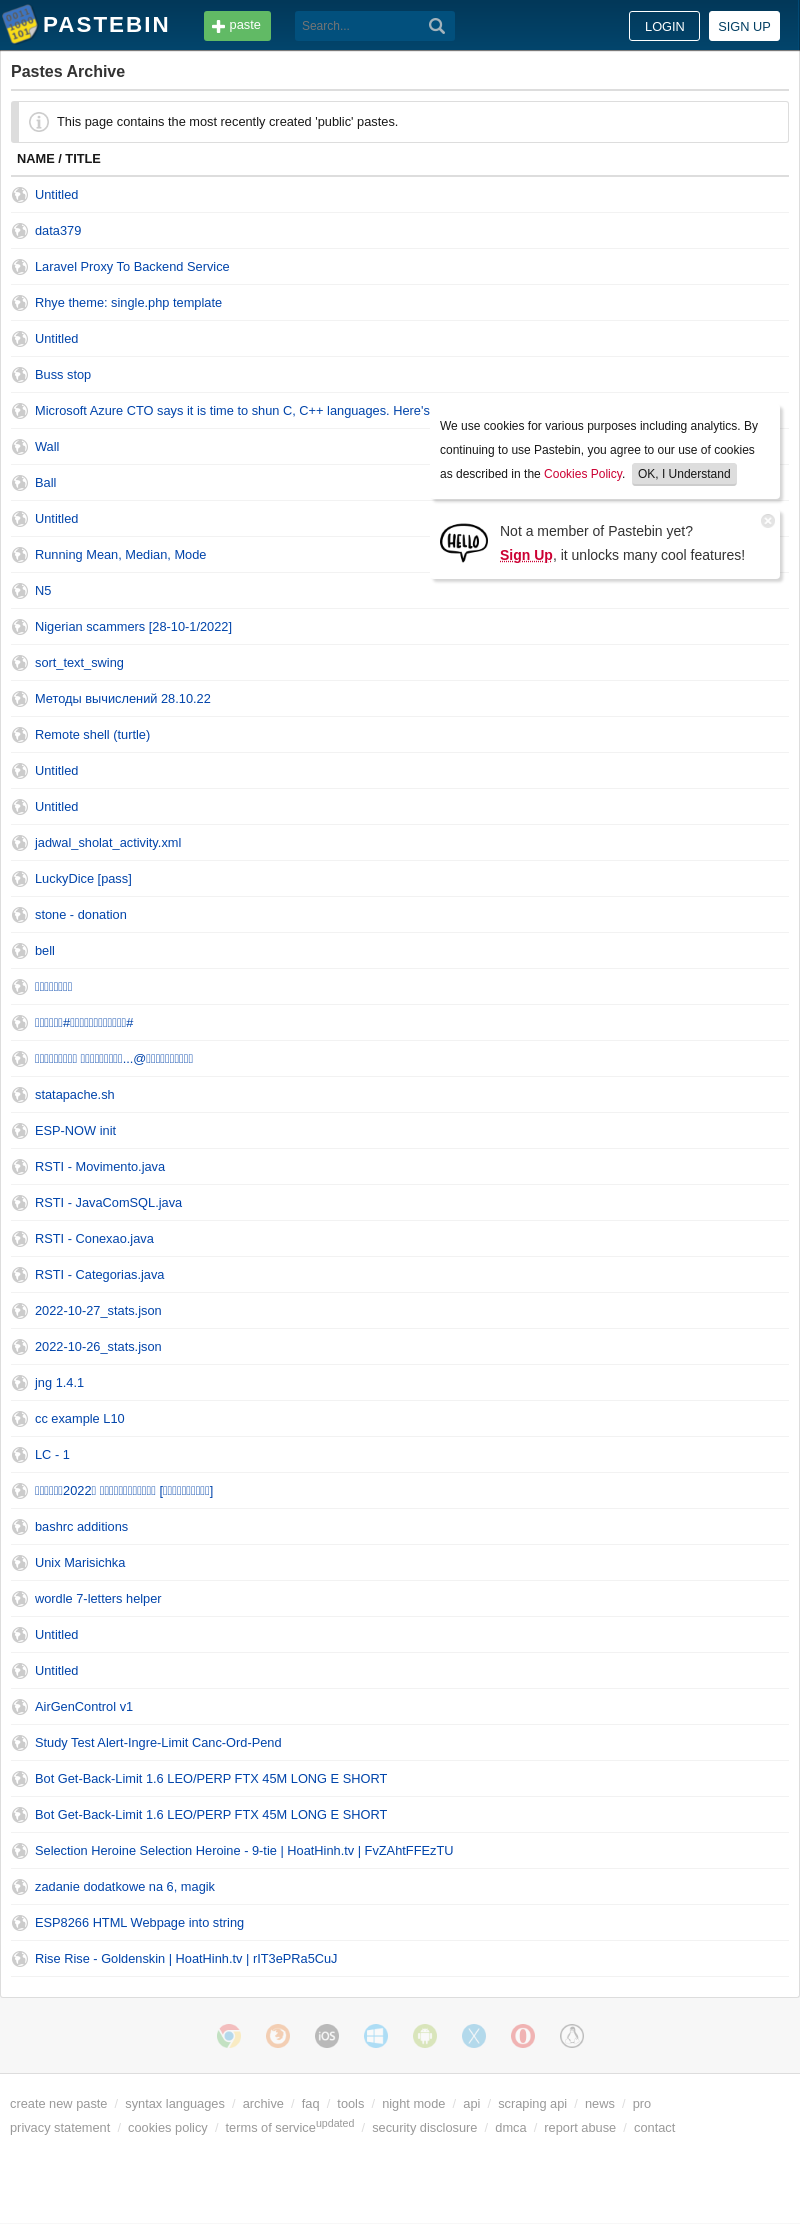 PASTEBIN
paste
Search...
LOGIN
SIGN UP
Pastes Archive
This page contains the most recently created 'public' pastes.
NAME / TITLE
Untitled
data379
Laravel Proxy To Backend Service
Rhye theme: single.php template
Untitled
Buss stop
Microsoft Azure CTO says it is time to shun C, C++ languages. Here's
We use cookies for various purposes including analytics. By
continuing to use Pastebin, you agree to our use of cookies
as described in the Cookies Policy. OK, I Understand
Wall
Ball
Untitled
HELLO
Not a member of Pastebin yet?
Sign Up, it unlocks many cool features!
Running Mean, Median, Mode
N5
Nigerian scammers [28-10-1/2022]
sort_text_swing
Методы вычислений 28.10.22
Remote shell (turtle)
Untitled
Untitled
jadwal_sholat_activity.xml
LuckyDice [pass]
stone - donation
bell
statapache.sh
ESP-NOW init
RSTI - Movimento.java
RSTI - JavaComSQL.java
RSTI - Conexao.java
RSTI - Categorias.java
2022-10-27_stats.json
2022-10-26_stats.json
jng 1.4.1
cc example L10
LC - 1
2022
bashrc additions
Unix Marisichka
wordle 7-letters helper
Untitled
Untitled
AirGenControl v1
Study Test Alert-Ingre-Limit Canc-Ord-Pend
Bot Get-Back-Limit 1.6 LEO/PERP FTX 45M LONG E SHORT
Bot Get-Back-Limit 1.6 LEO/PERP FTX 45M LONG E SHORT
Selection Heroine Selection Heroine - 9-tie | HoatHinh.tv | FvZAhtFFEzTU
zadanie dodatkowe na 6, magik
ESP8266 HTML Webpage into string
Rise Rise - Goldenskin | HoatHinh.tv | rIT3ePRa5CuJ
iOS
create new paste / syntax languages / archive / faq / tools / night mode / api / scraping api / news / pro
privacy statement / cookies policy / terms of service updated / security disclosure / dmca / report abuse / contact